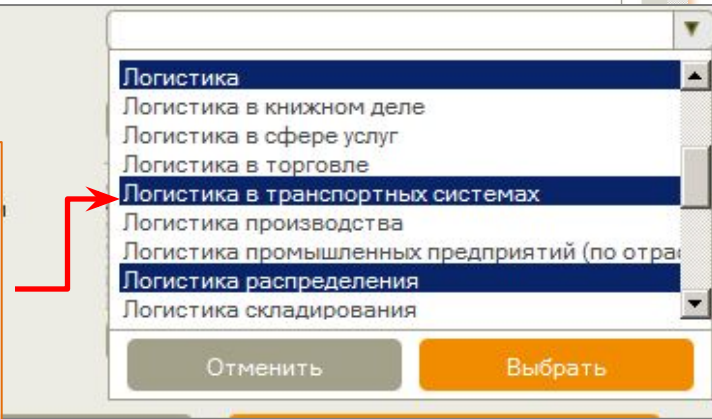 Логистика
Логистика в книжном деле
Логистика в сфере услуг
Логистика в торговле
Логистика в транспортных системах
Логистика производства
Логистика промышленных предприятий (по отрас
Логистика распределения
Логистика складирования
Отменить Выбрать